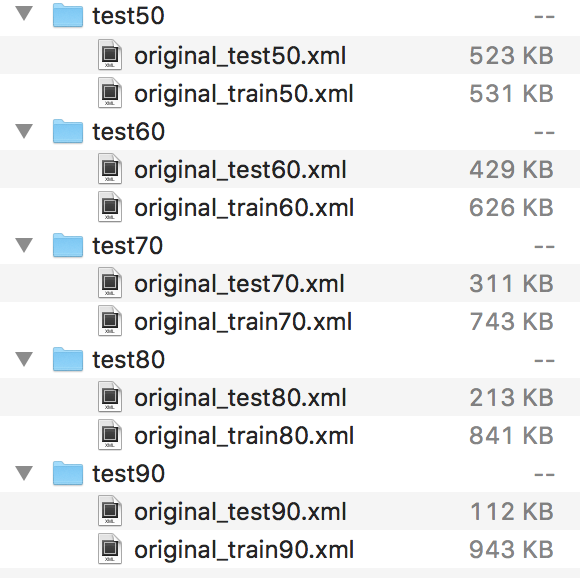 test50 --
original_test50.xml 523 KB
original_train50.xml 531 KB
test60 --
original_test60.xml 429 KB
original_train60.xml 626 KB
test70 --
original_test70.xml 311 KB
original_train70.xml 743 KB
test80 --
original_test80.xml 213 KB
original_train80.xml 841 KB
test90 --
original_test90.xml 112 KB
original_train90.xml 943 KB